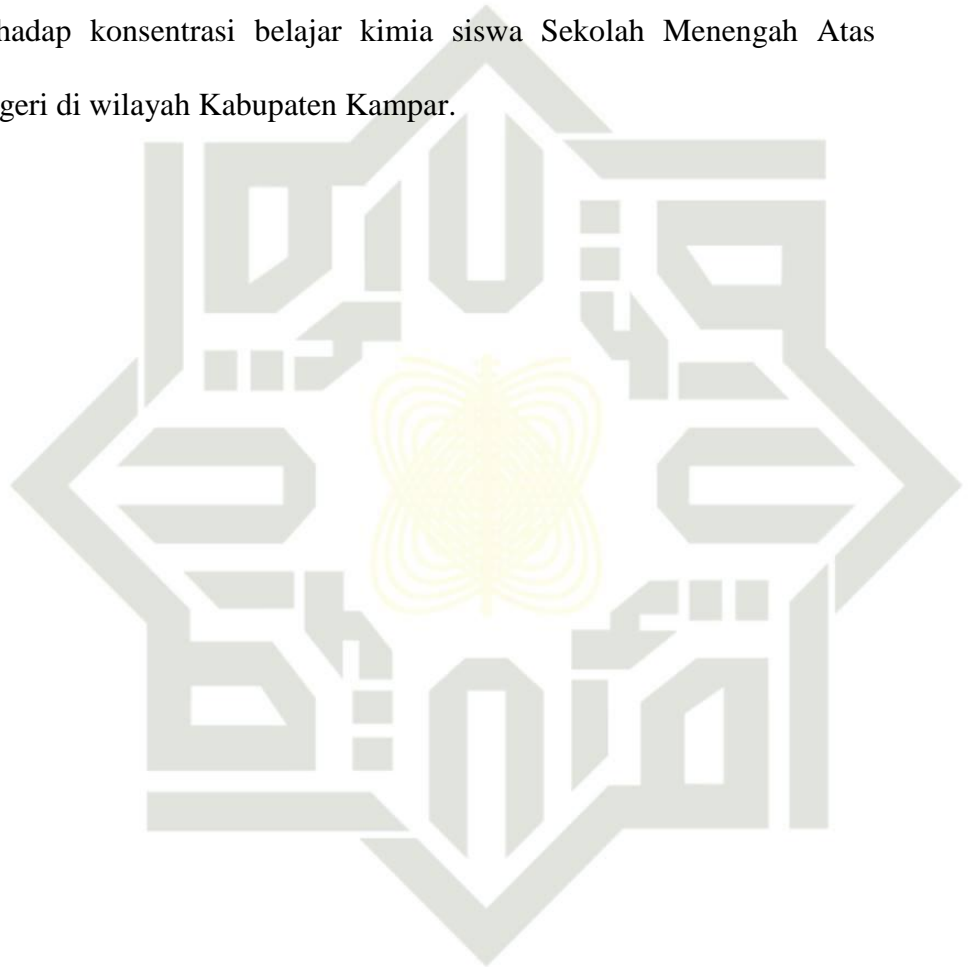 hadap konsentrasi belajar kimia siswa Sekolah Menengah Atas
geri di wilayah Kabupaten Kampar.